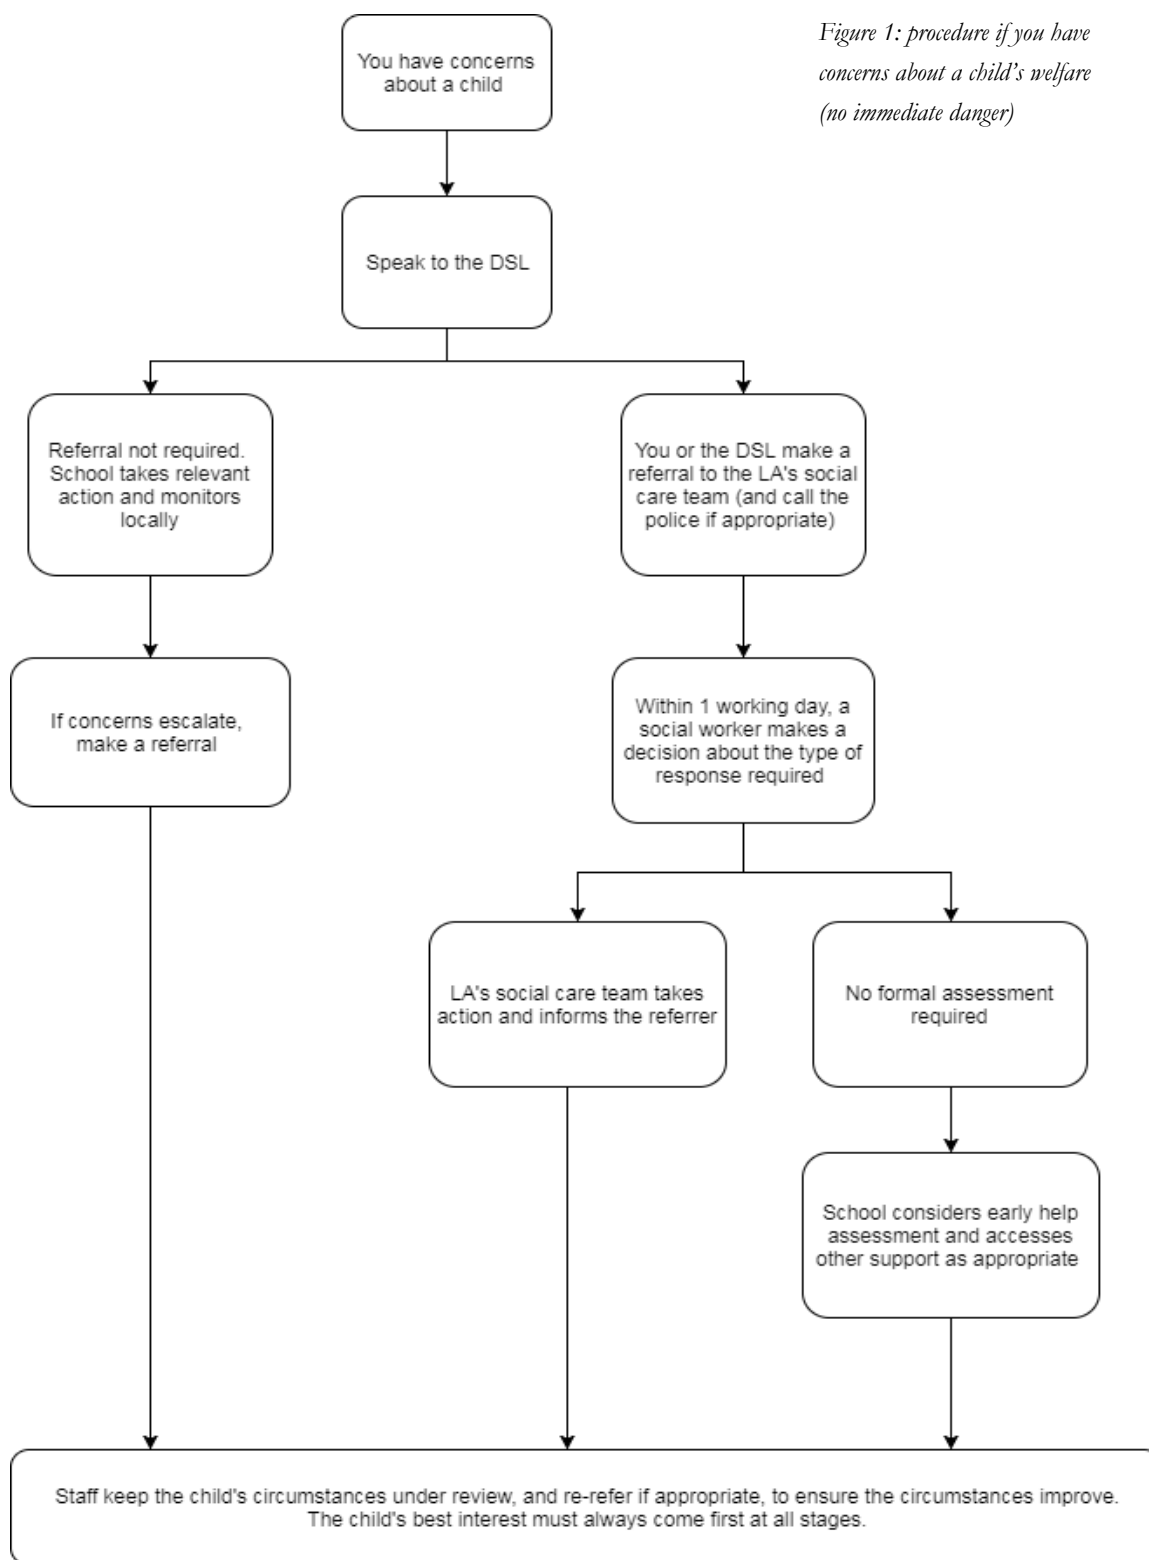 Figure 1: procedure if you have
concerns about a child's welfare
(no immediate danger)
You have concerns
about a child
Speak to the DSL
Referral not required.
School takes relevant
action and monitors
locally
You or the DSL make a
referral to the LA's social
care team (and call the
police if appropriate)
If concerns escalate,
make a referral
Within 1 working day, a
social worker makes a
decision about the type of
response required
LA's social care team takes
action and informs the referrer
No formal assessment
required
School considers early help
assessment and accesses
other support as appropriate
Staff keep the child's circumstances under review, and re-refer if appropriate, to ensure the circumstances improve.
The child's best interest must always come first at all stages.